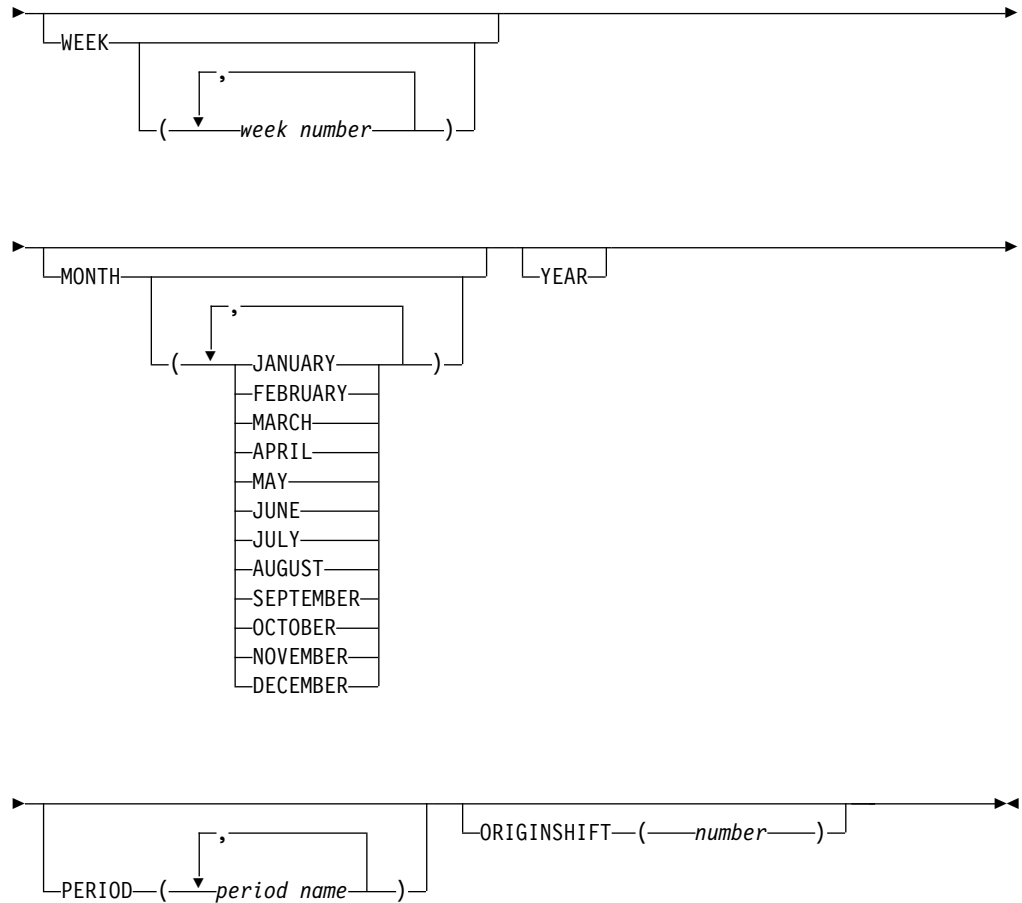 WEEK
,
( week number )
MONTH YEAR
,
( JANUARY )
FEBRUARY
MARCH
APRIL
MAY
JUNE
JULY
AUGUST
SEPTEMBER
OCTOBER
NOVEMBER
DECEMBER
ORIGINSHIFT ( number )
,
PERIOD ( period name )